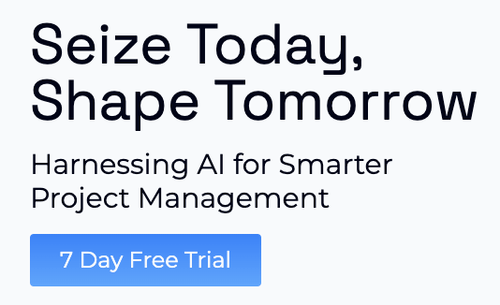 Seize Today,
Shape Tomorrow
Harnessing AI for Smarter
Project Management
7 Day Free Trial